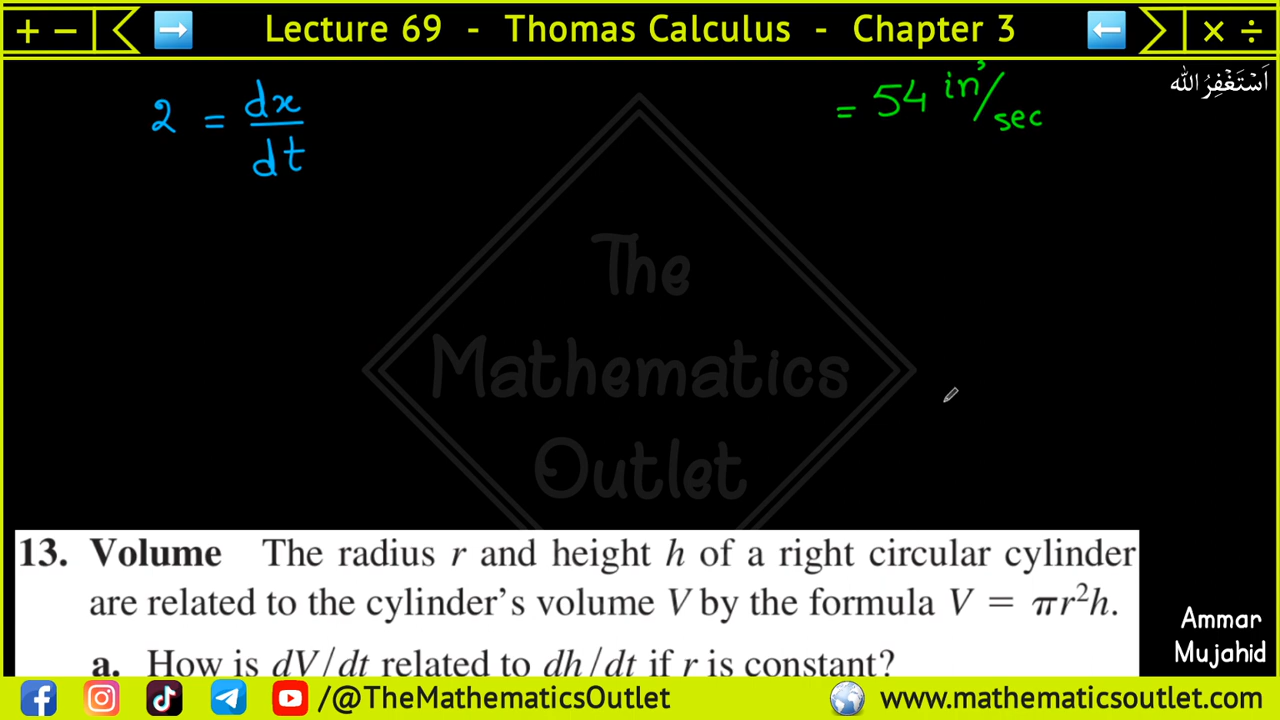 + − ➡ Lecture 69 - Thomas Calculus - Chapter 3 ⬅ × ÷
اَسْتَغْفِرُ اللّٰه
2 = dx/dt
= 54 in³/sec
The
Mathematics
Outlet
13. Volume The radius r and height h of a right circular cylinder
are related to the cylinder's volume V by the formula V = πr²h.
a. How is dV/dt related to dh/dt if r is constant?
Ammar
Mujahid
/@TheMathematicsOutlet www.mathematicsoutlet.com